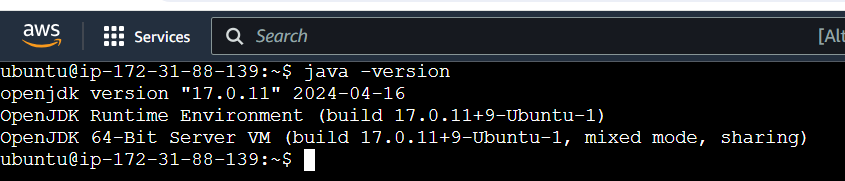 aws Services Search [Alt
ubuntu@ip-172-31-88-139:~$ java -version
openjdk version "17.0.11" 2024-04-16
OpenJDK Runtime Environment (build 17.0.11+9-Ubuntu-1)
OpenJDK 64-Bit Server VM (build 17.0.11+9-Ubuntu-1, mixed mode, sharing)
ubuntu@ip-172-31-88-139:~$